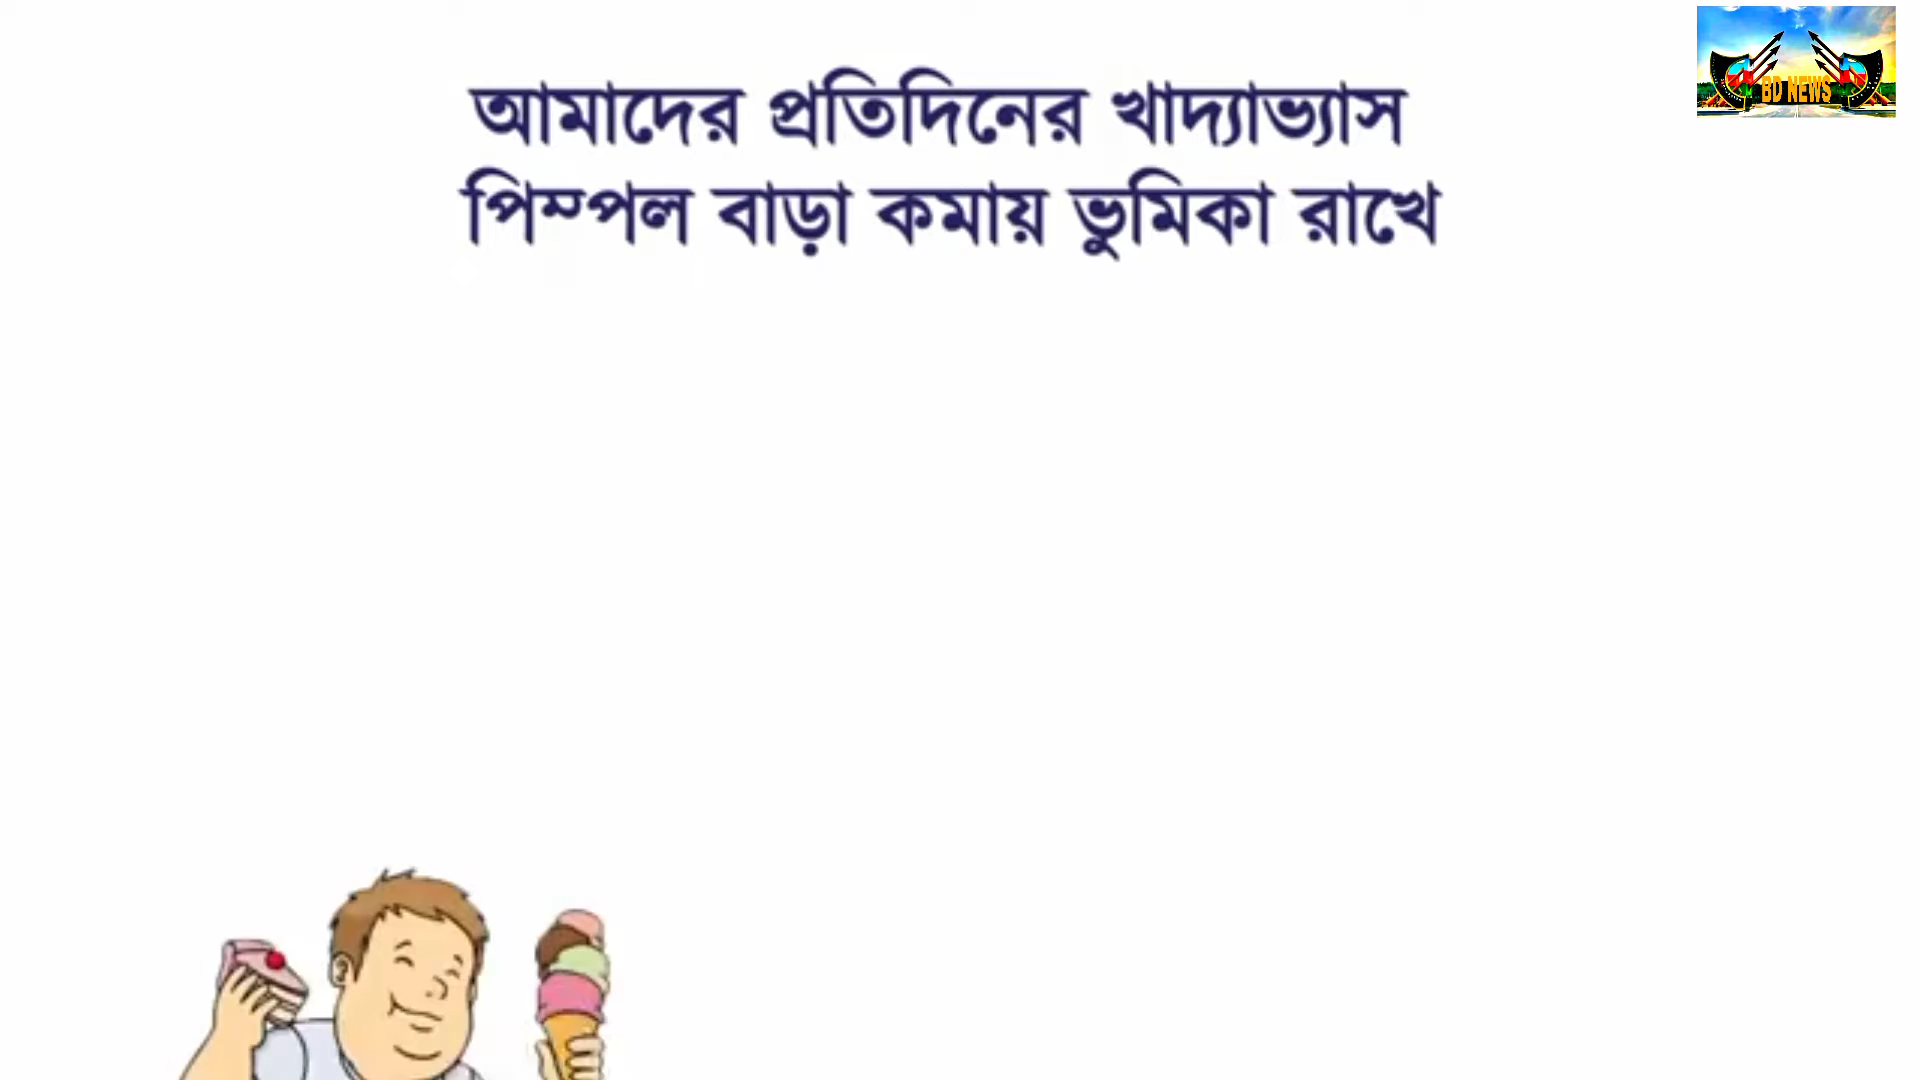 আমাদের প্রতিদিনের খাদ্যাভ্যাস
পিম্পল বাড়া কমায় ভুমিকা রাখে
BD NEWS